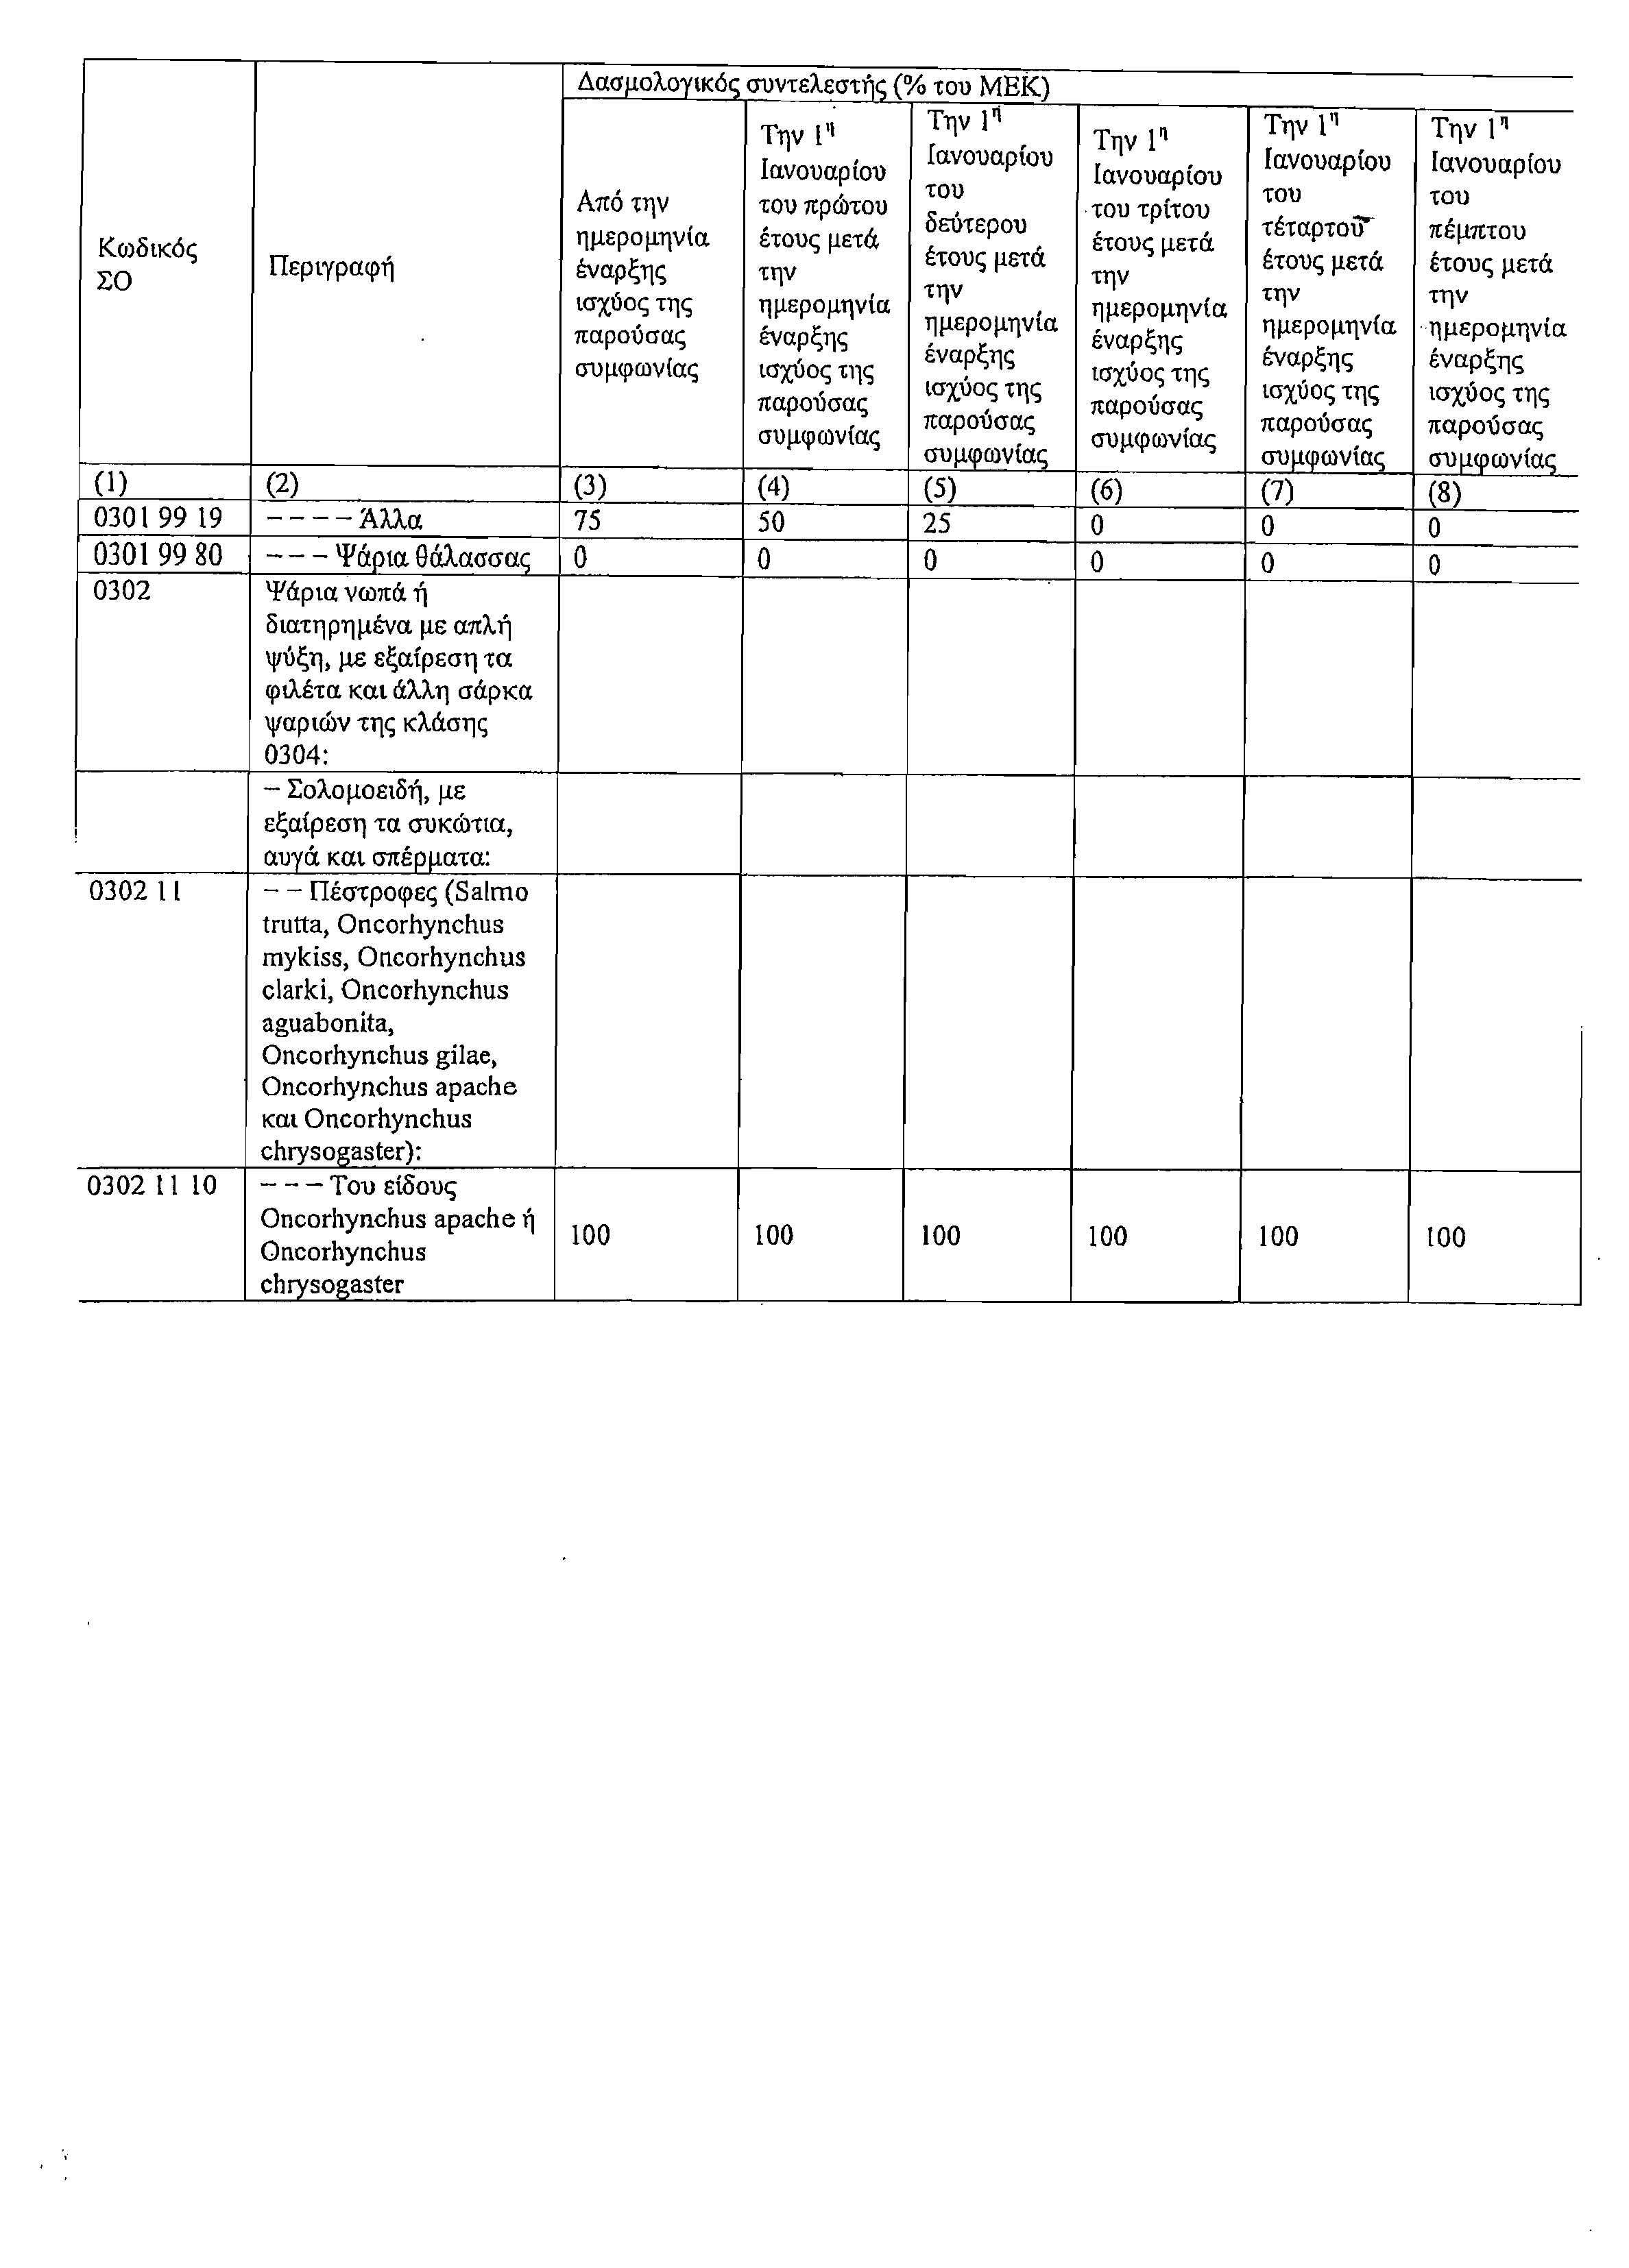 Δασμολογικός συντελεστής (% του ΜΕΚ)
Κωδικός
ΣΟ
Περιγραφή
Από την
ημερομηνία
έναρξης
ισχύος της
παρούσας
συμφωνίας
Την 1η
Ιανουαρίου
του πρώτου
έτους μετά
την
ημερομηνία
έναρξης
ισχύος της
παρούσας
συμφωνίας
Την 1η
Ιανουαρίου
του
δεύτερου
έτους μετά
την
ημερομηνία
έναρξης
ισχύος της
παρούσας
συμφωνίας
Την 1η
Ιανουαρίου
του τρίτου
έτους μετά
την
ημερομηνία
έναρξης
ισχύος της
παρούσας
συμφωνίας
Την 1η
Ιανουαρίου
του
τέταρτου
έτους μετά
την
ημερομηνία
έναρξης
ισχύος της
παρούσας
συμφωνίας
Την 1η
Ιανουαρίου
του
πέμπτου
έτους μετά
την
ημερομηνία
έναρξης
ισχύος της
παρούσας
συμφωνίας
(1) (2) (3) (4) (5) (6) (7) (8)
0301 99 19 – – – – Άλλα 75 50 25 0 0 0
0301 99 80 – – – Ψάρια θάλασσας 0 0 0 0 0 0
0302 Ψάρια νωπά ή
διατηρημένα με απλή
ψύξη, με εξαίρεση τα
φιλέτα και άλλη σάρκα
ψαριών της κλάσης
0304:
– Σολομοειδή, με
εξαίρεση τα συκώτια,
αυγά και σπέρματα:
0302 11 – – Πέστροφες (Salmo
trutta, Oncorhynchus
mykiss, Oncorhynchus
clarki, Oncorhynchus
aguabonita,
Oncorhynchus gilae,
Oncorhynchus apache
και Oncorhynchus
chrysogaster):
0302 11 10 – – – Του είδους
Oncorhynchus apache ή
Oncorhynchus
chrysogaster
100 100 100 100 100 100